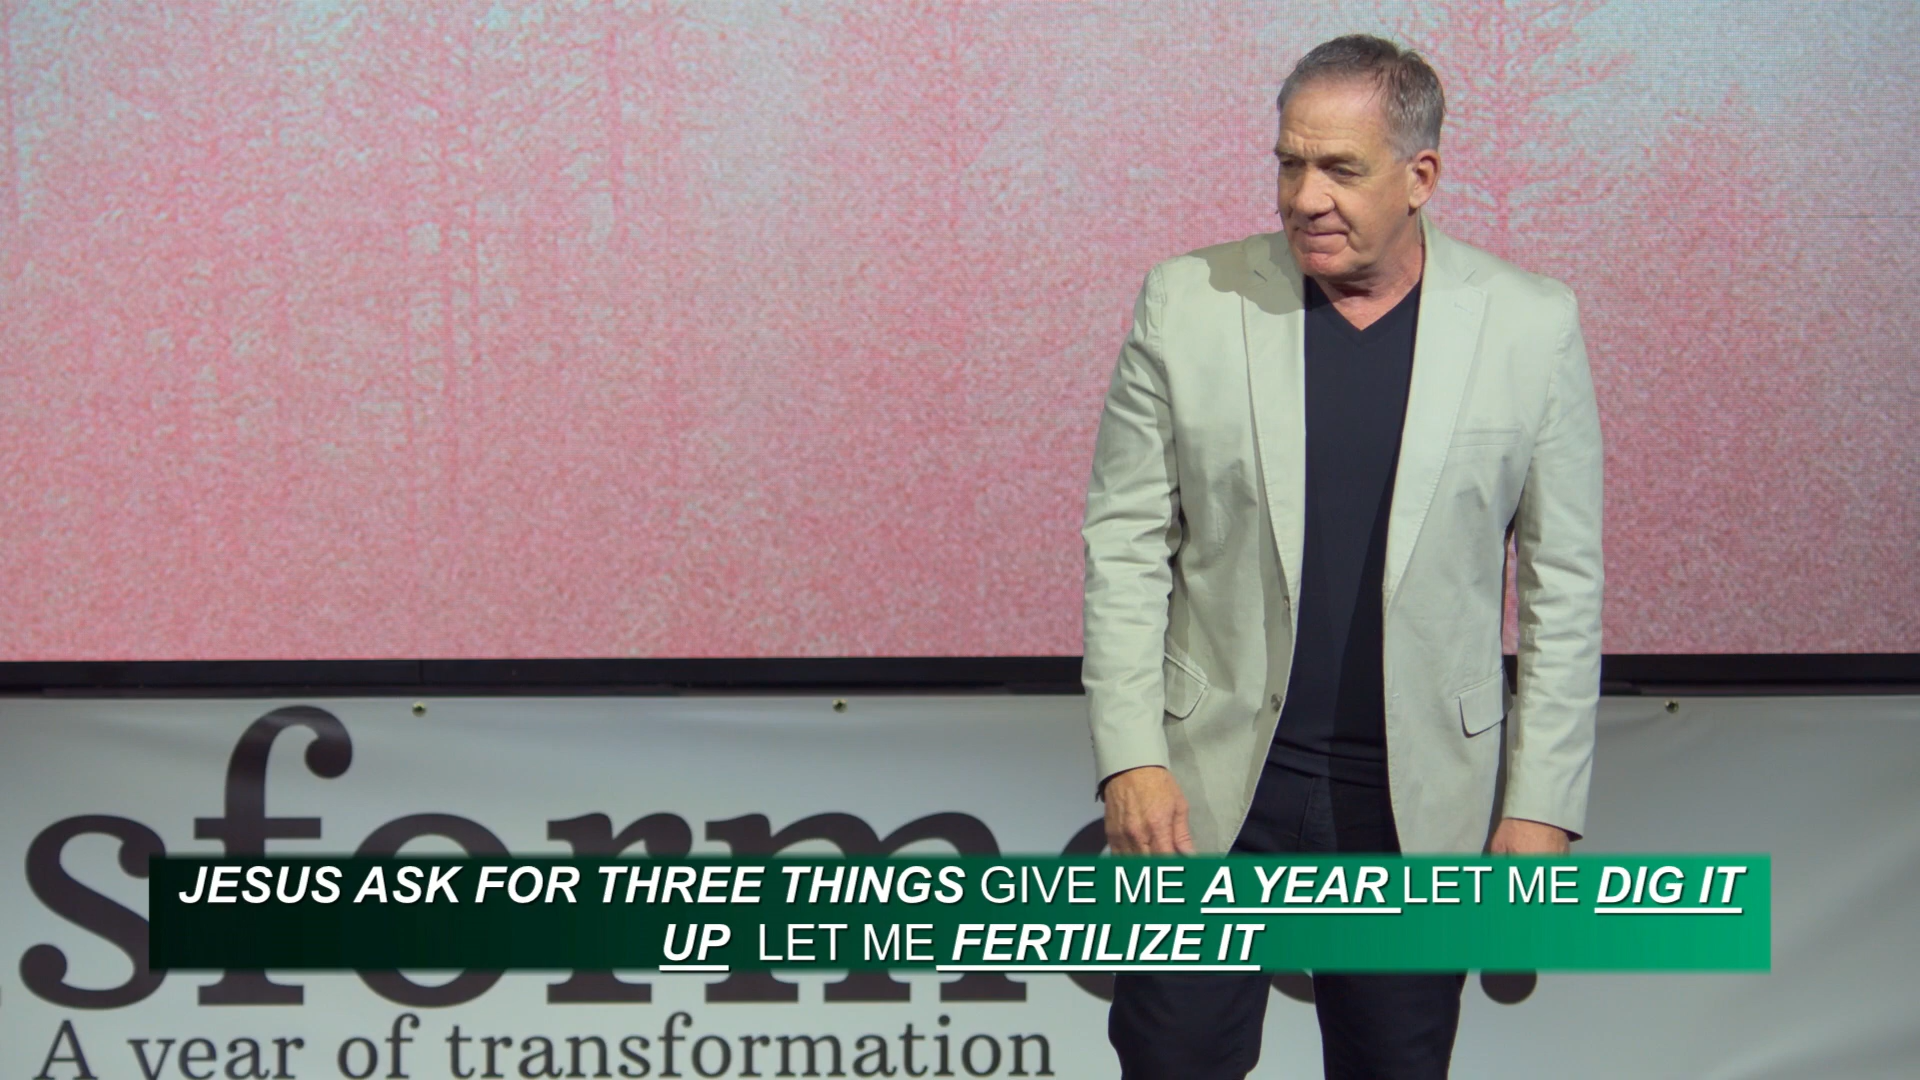 JESUS ASK FOR THREE THINGS GIVE ME A YEAR LET ME DIG IT
UP LET ME FERTILIZE IT
sformed.
A year of transformation